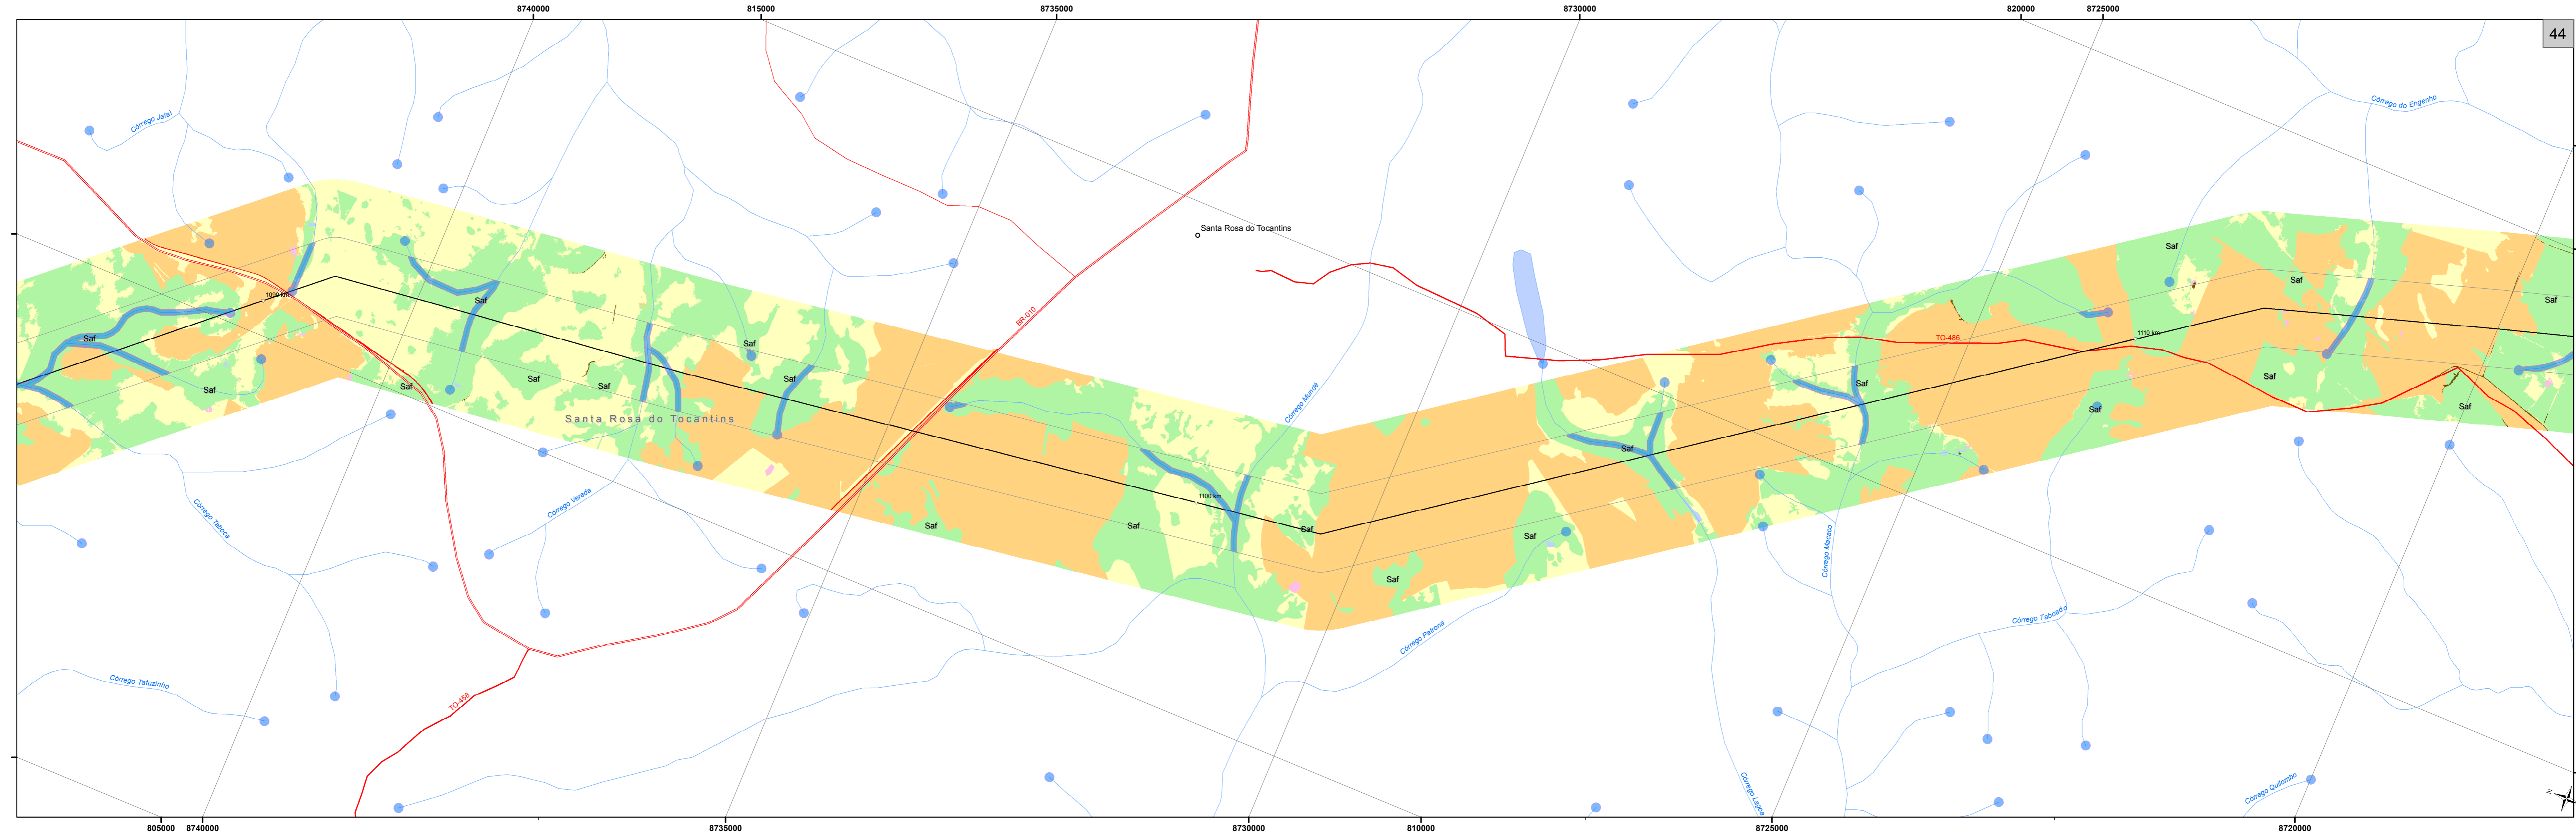 8740000
815000
8735000
8730000
820000
8725000
44
Córrego Jataí
Córrego do Engenho
Santa Rosa do Tocantins
1090 km
Saf
BR-010
Saf
TO-486
1110 km
Saf
Saf
Saf
Saf
Saf
Saf
Saf
Saf
Saf
Saf
Saf
Saf
Córrego Mundé
Santa Rosa do Tocantins
Saf
Saf
Saf
Saf
1100 km
Córrego Taboca
Córrego Vereda
Saf
Saf
Saf
Saf
Córrego Macaco
Saf
Córrego Patrona
Córrego Taboado
Córrego Tatuzinho
TO-458
Córrego Lagoa
Córrego Quilombo
N
805000
8740000
8735000
8730000
810000
8725000
8720000